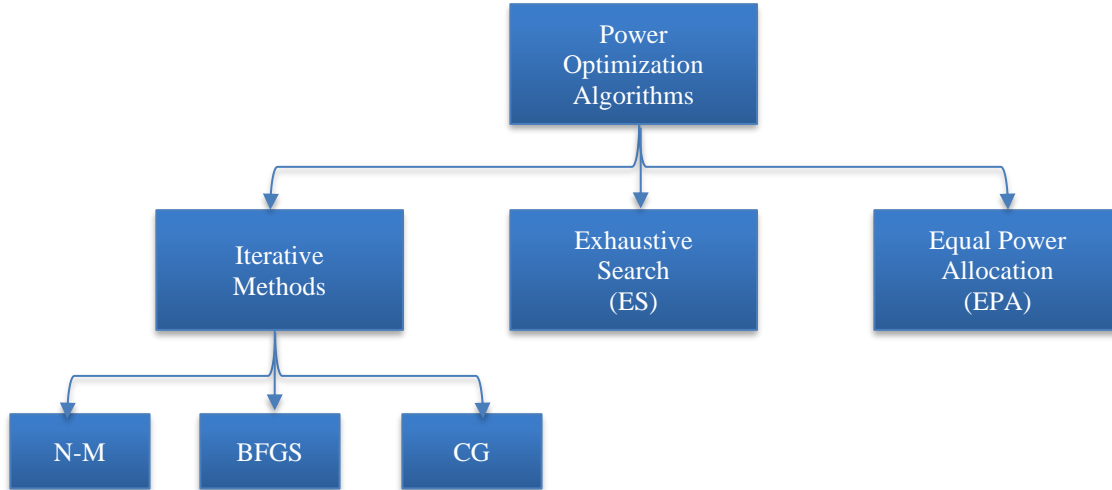 Power
Optimization
Algorithms
Iterative
Methods
Exhaustive
Search
(ES)
Equal Power
Allocation
(EPA)
N-M
BFGS
CG